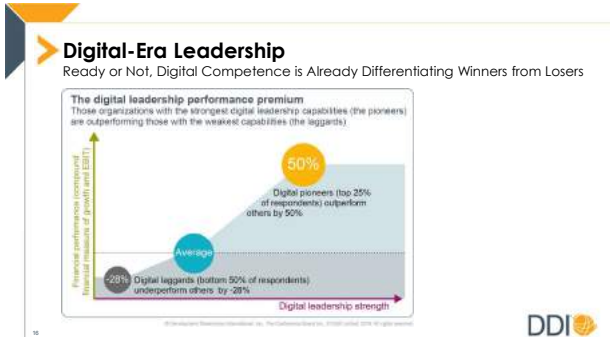 Digital-Era Leadership
Ready or Not, Digital Competence is Already Differentiating Winners from Losers
The digital leadership performance premium
Those organizations with the strongest digital leadership capabilities (the pioneers)
are outperforming those with the weakest capabilities (the laggards)
Financial performance (compound
financial measure of growth and EBIT)
50%
Digital pioneers (top 25%
of respondents) outperform
others by 50%
Average
-28%
Digital laggards (bottom 50% of respondents)
underperform others by -28%
Digital leadership strength
16
DDI